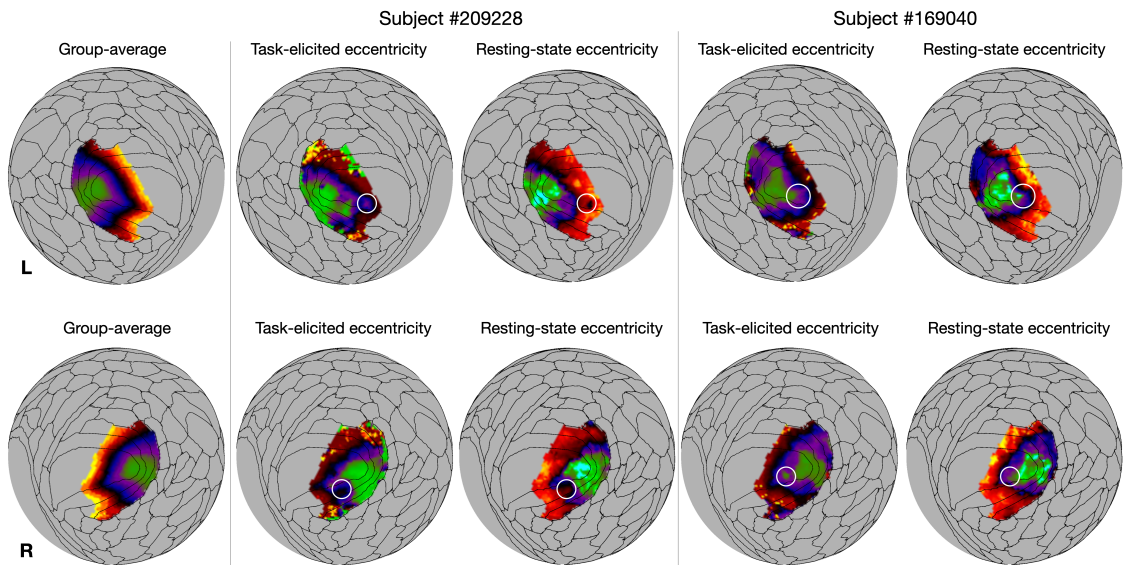 Subject #209228
Subject #169040
Group-average
Task-elicited eccentricity
Resting-state eccentricity
Task-elicited eccentricity
Resting-state eccentricity
L
Group-average
Task-elicited eccentricity
Resting-state eccentricity
Task-elicited eccentricity
Resting-state eccentricity
R